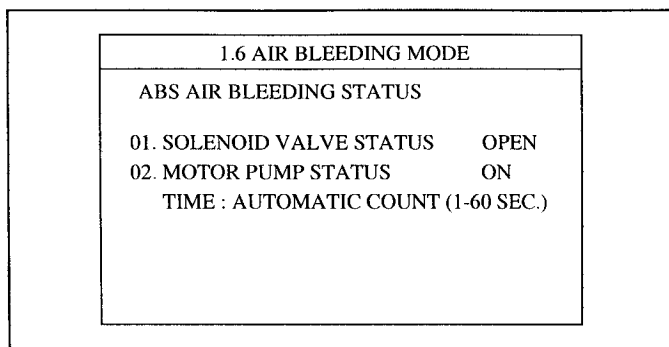 1.6 AIR BLEEDING MODE
ABS AIR BLEEDING STATUS
01. SOLENOID VALVE STATUS OPEN
02. MOTOR PUMP STATUS ON
TIME : AUTOMATIC COUNT (1-60 SEC.)